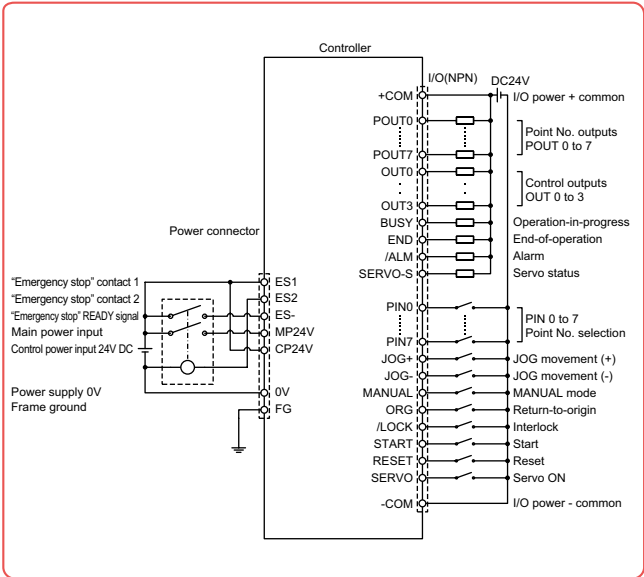 Controller
I/O(NPN)
DC24V
+COM
I/O power + common
POUT0
Point No. outputs
POUT 0 to 7
POUT7
OUT0
Control outputs
OUT 0 to 3
OUT3
BUSY
Operation-in-progress
END
End-of-operation
/ALM
Alarm
SERVO-S
Servo status
PIN0
PIN 0 to 7
Point No. selection
PIN7
JOG+
JOG movement (+)
JOG-
JOG movement (-)
MANUAL
MANUAL mode
ORG
Return-to-origin
/LOCK
Interlock
START
Start
RESET
Reset
SERVO
Servo ON
-COM
I/O power - common
Power connector
“Emergency stop” contact 1
ES1
“Emergency stop” contact 2
ES2
“Emergency stop” READY signal
ES-
Main power input
MP24V
Control power input 24V DC
CP24V
Power supply 0V
0V
Frame ground
FG